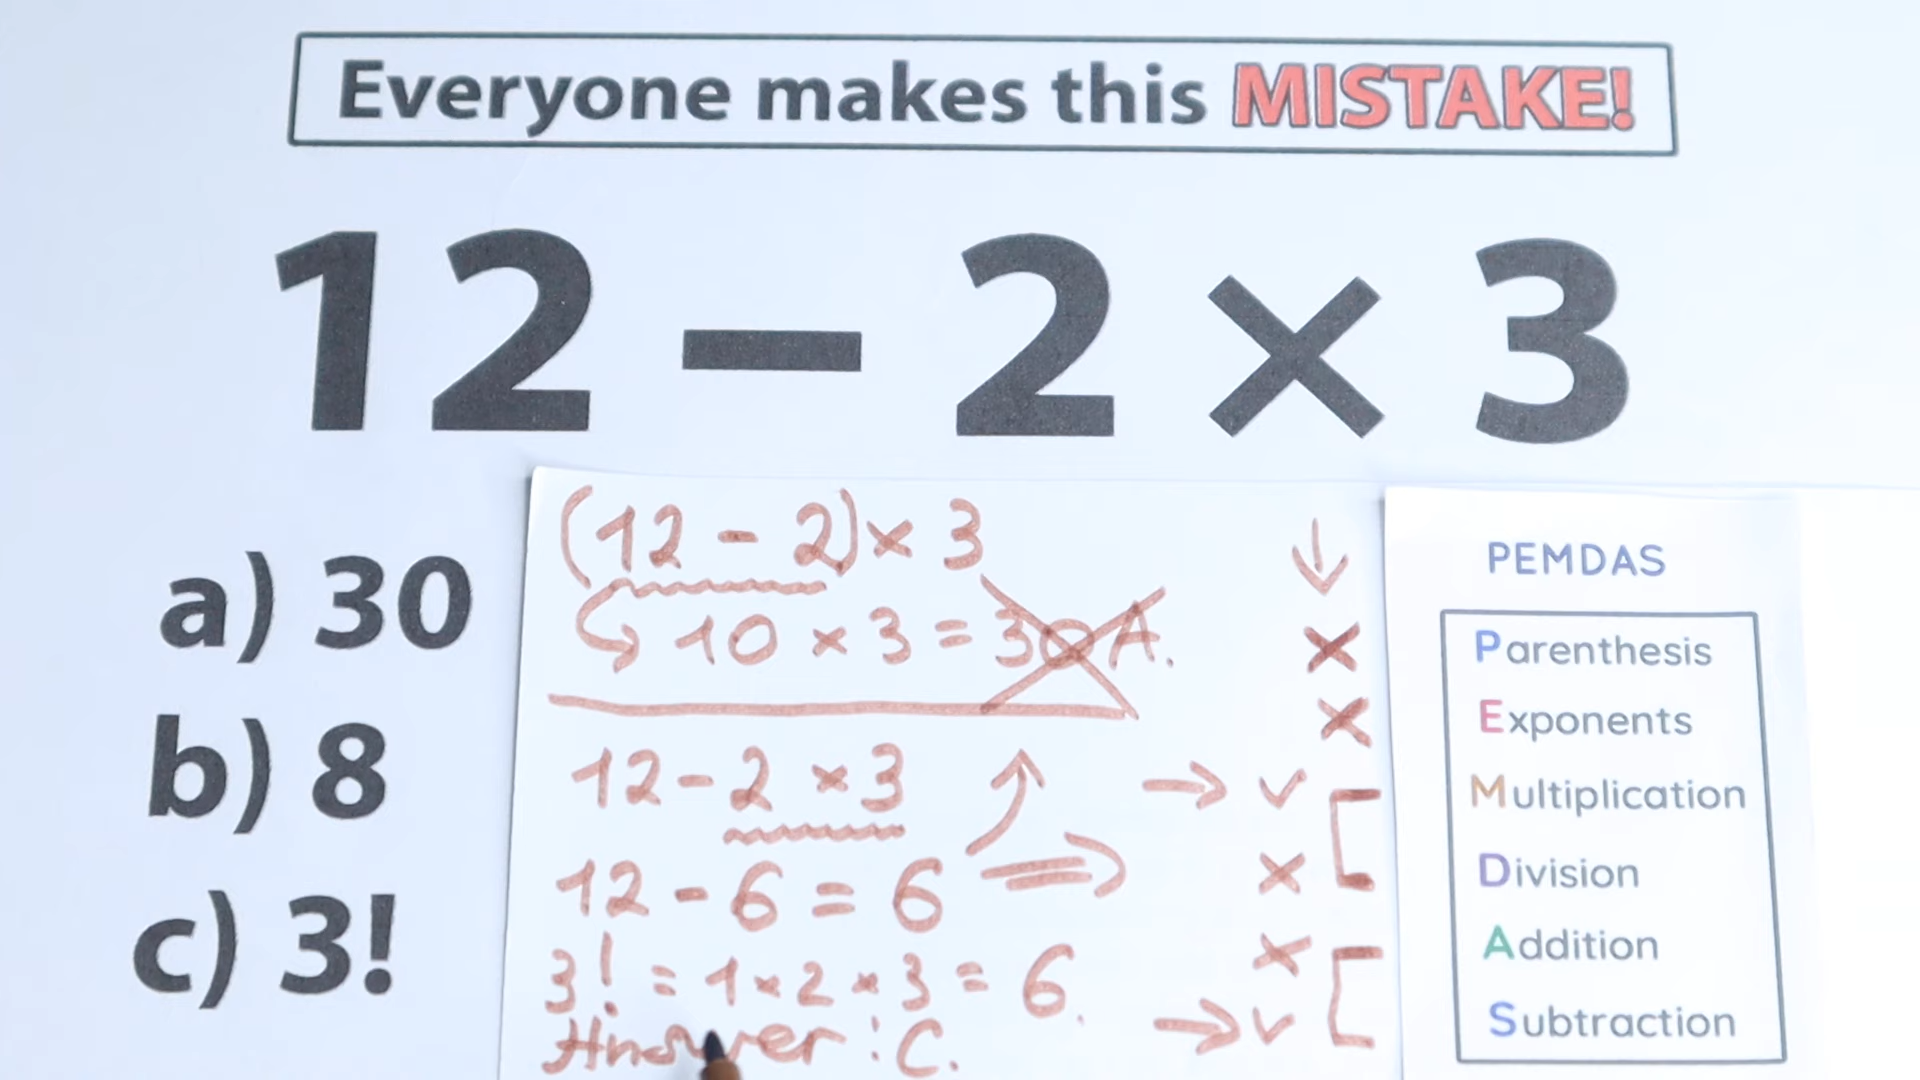 Everyone makes this MISTAKE!
12 – 2 × 3
a) 30
b) 8
c) 3!
(12 - 2) × 3
10 × 3 = 30 A.
12 - 2 × 3
12 - 6 = 6
3! = 1 × 2 × 3 = 6.
Answer : C.
PEMDAS
Parenthesis
Exponents
Multiplication
Division
Addition
Subtraction